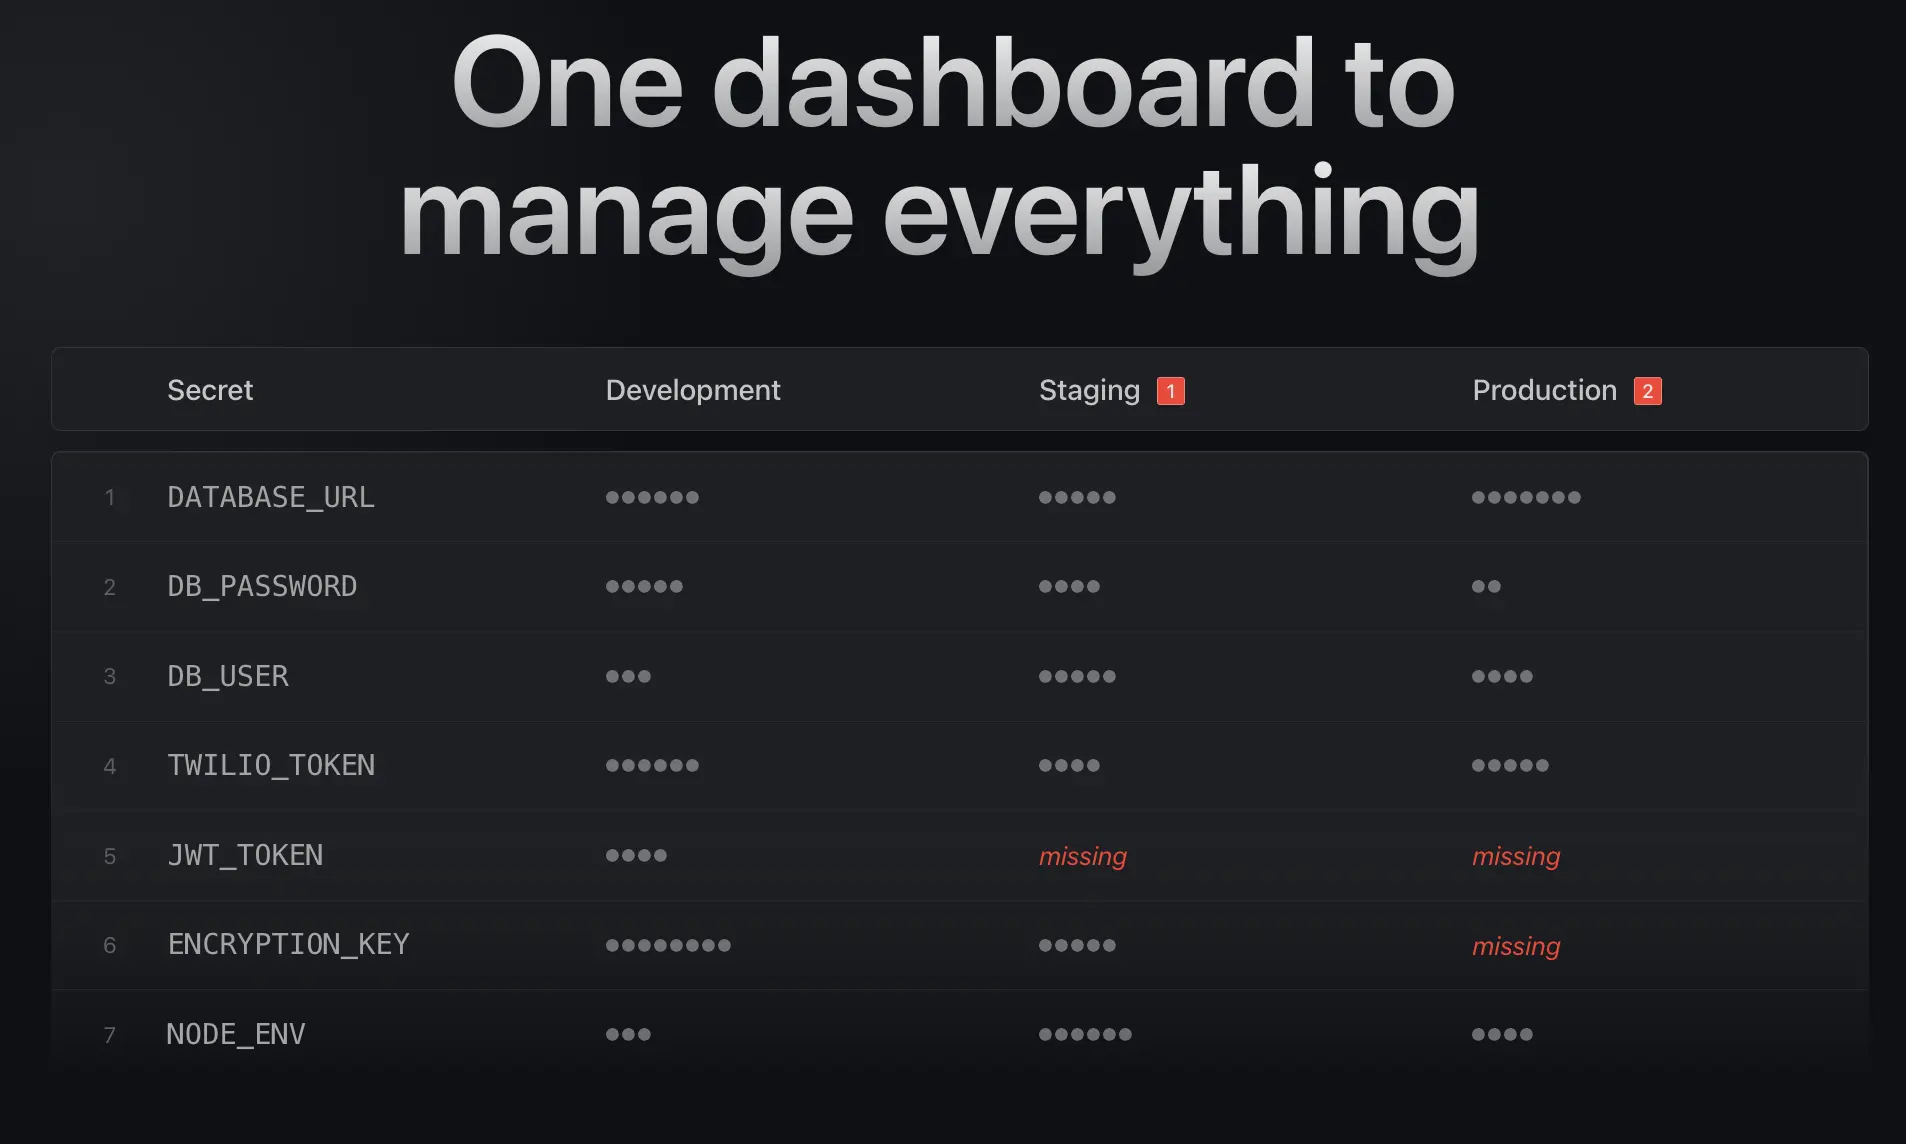 One dashboard to
manage everything
Secret Development Staging 1 Production 2
1 DATABASE_URL ●●●●●● ●●●●● ●●●●●●●
2 DB_PASSWORD ●●●●● ●●●● ●●
3 DB_USER ●●● ●●●●● ●●●●
4 TWILIO_TOKEN ●●●●●● ●●●● ●●●●●
5 JWT_TOKEN ●●●● missing missing
6 ENCRYPTION_KEY ●●●●●●●● ●●●●● missing
7 NODE_ENV ●●● ●●●●●● ●●●●